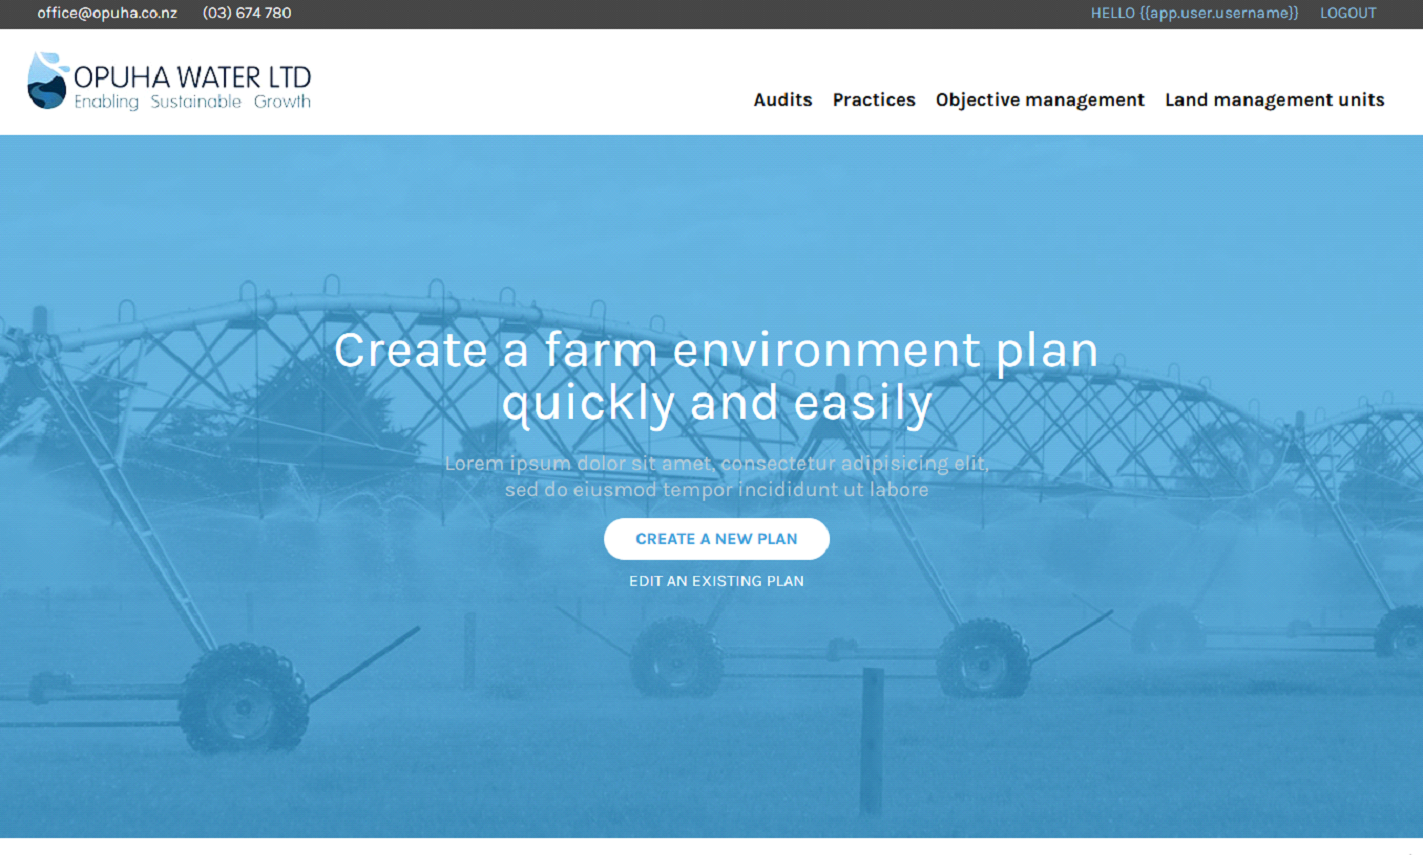 office@opuha.co.nz (03) 674 780 HELLO {{app.user.username}} LOGOUT
OPUHA WATER LTD
Enabling Sustainable Growth
Audits Practices Objective management Land management units
Create a farm environment plan
quickly and easily
Lorem ipsum dolor sit amet, consectetur adipisicing elit,
sed do eiusmod tempor incididunt ut labore
CREATE A NEW PLAN
EDIT AN EXISTING PLAN